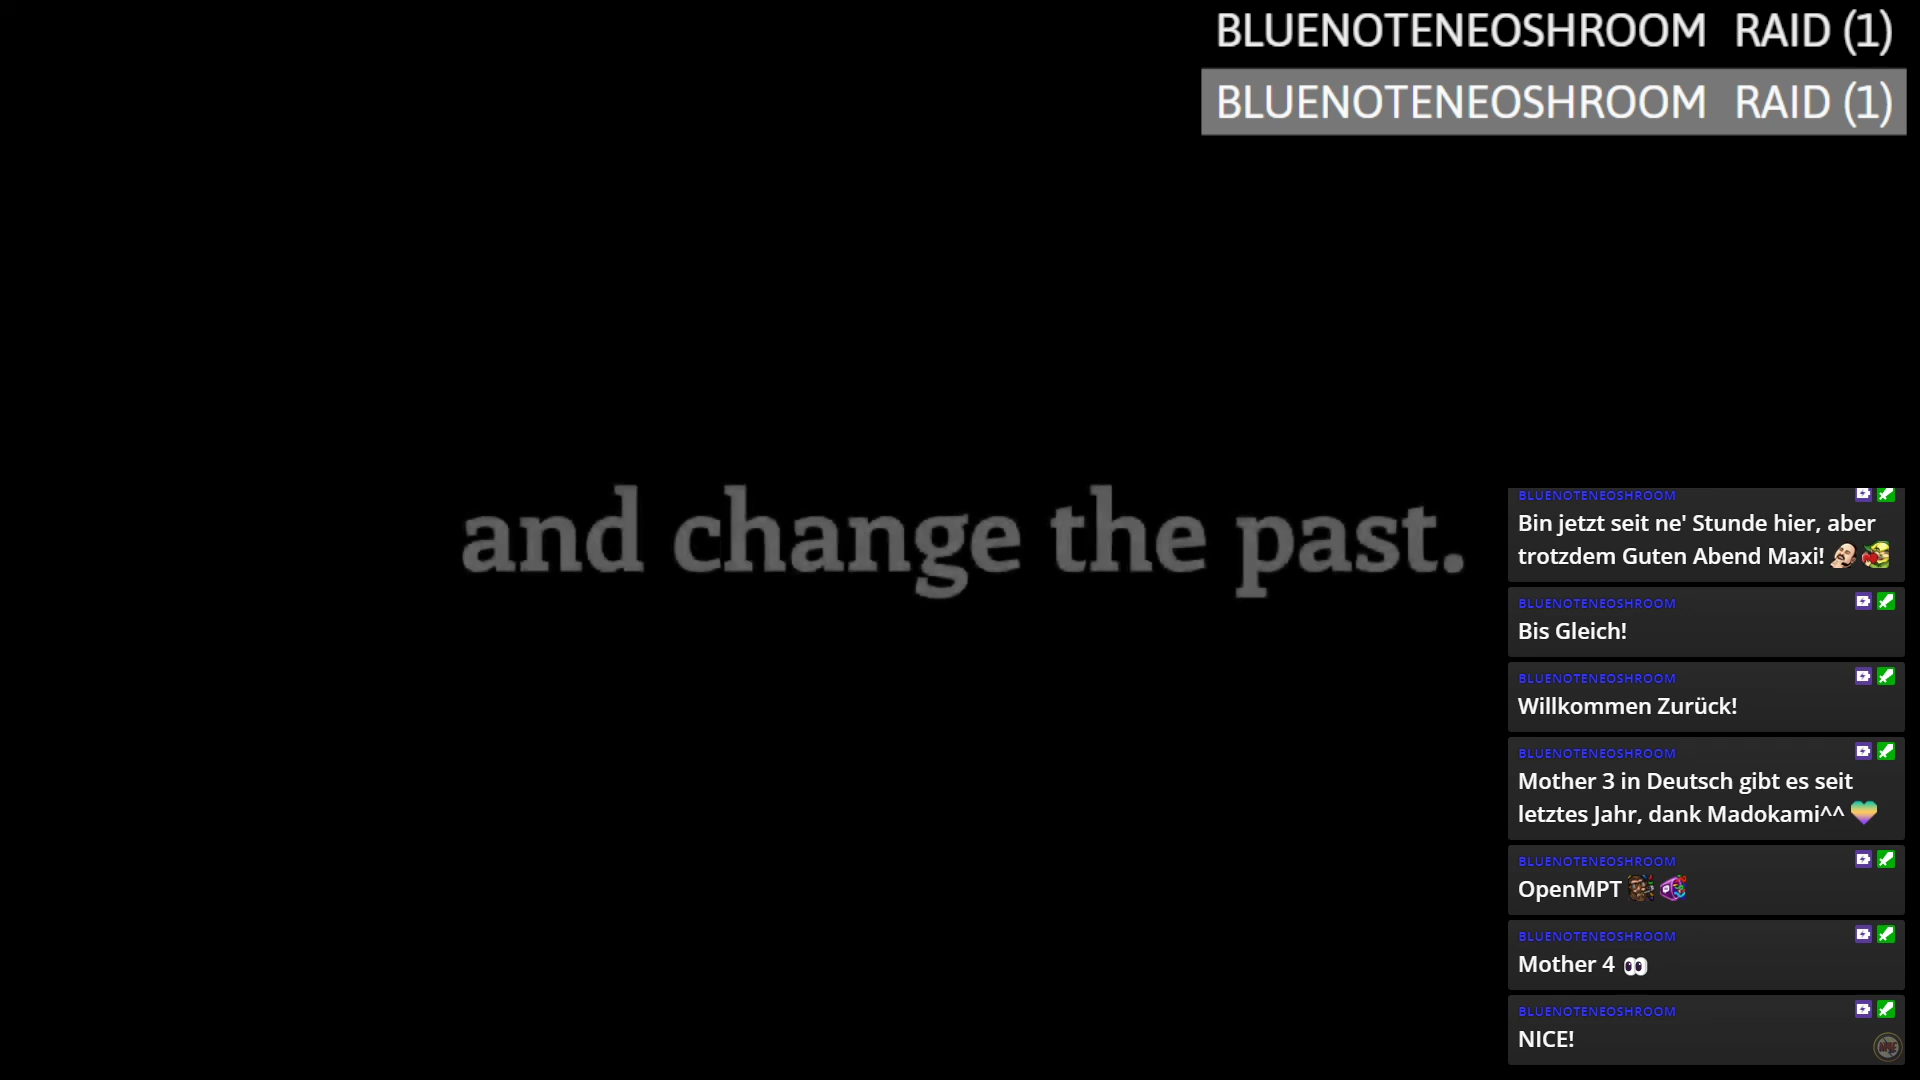 BLUENOTENEOSHROOM RAID (1)
BLUENOTENEOSHROOM RAID (1)
and change the past.
BLUENOTENEOSHROOM
Bin jetzt seit ne' Stunde hier, aber
trotzdem Guten Abend Maxi!
BLUENOTENEOSHROOM
Bis Gleich!
BLUENOTENEOSHROOM
Willkommen Zurück!
BLUENOTENEOSHROOM
Mother 3 in Deutsch gibt es seit
letztes Jahr, dank Madokami^^
BLUENOTENEOSHROOM
OpenMPT
BLUENOTENEOSHROOM
Mother 4 👀
BLUENOTENEOSHROOM
NICE!